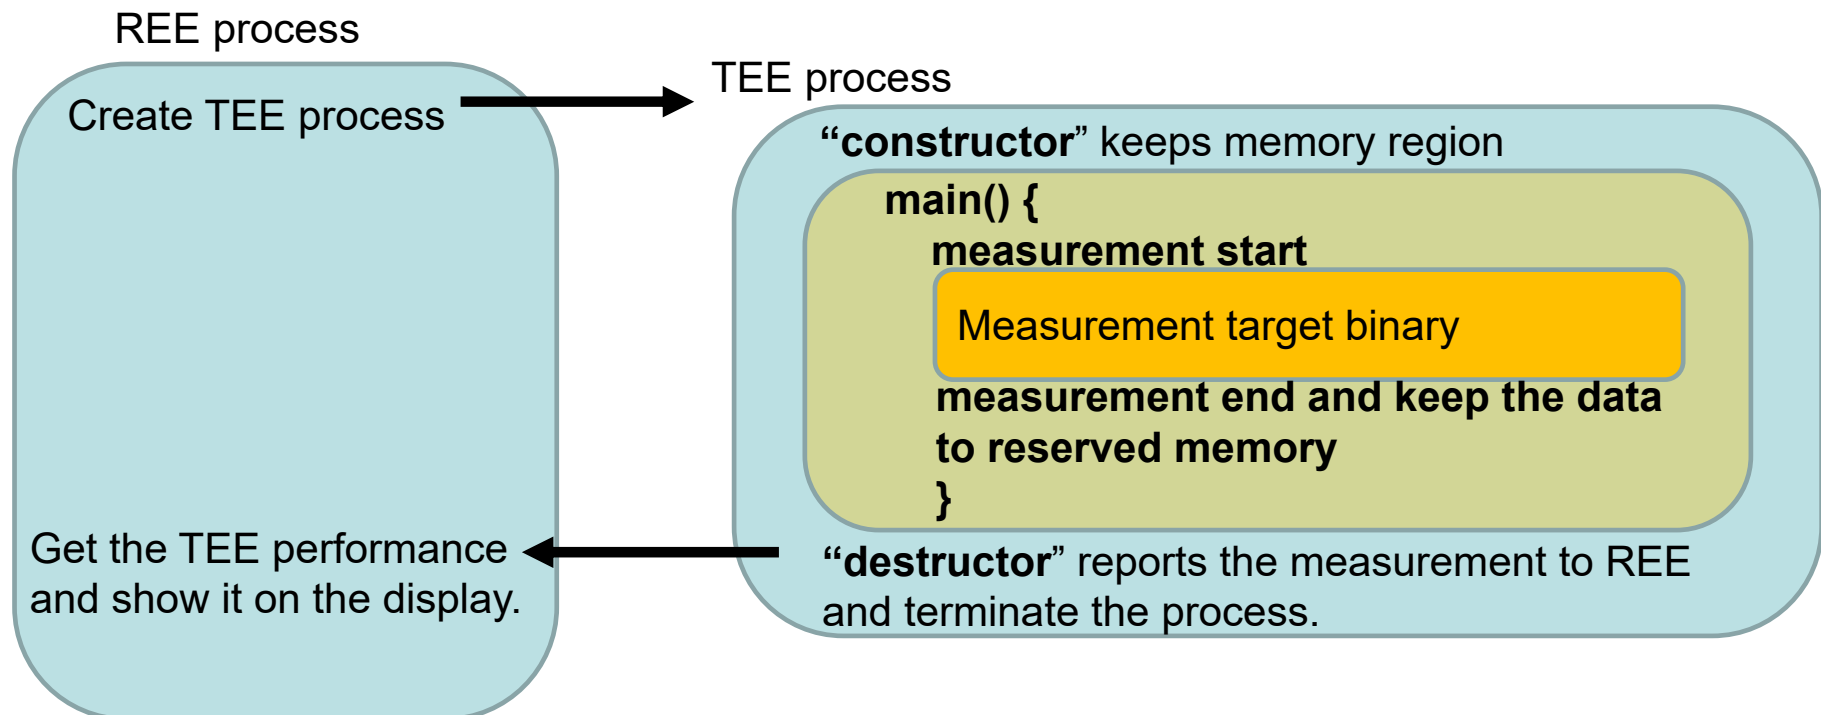 REE process
Create TEE process
Get the TEE performance
and show it on the display.
TEE process
“constructor” keeps memory region
main() {
measurement start
Measurement target binary
measurement end and keep the data
to reserved memory
}
“destructor” reports the measurement to REE
and terminate the process.